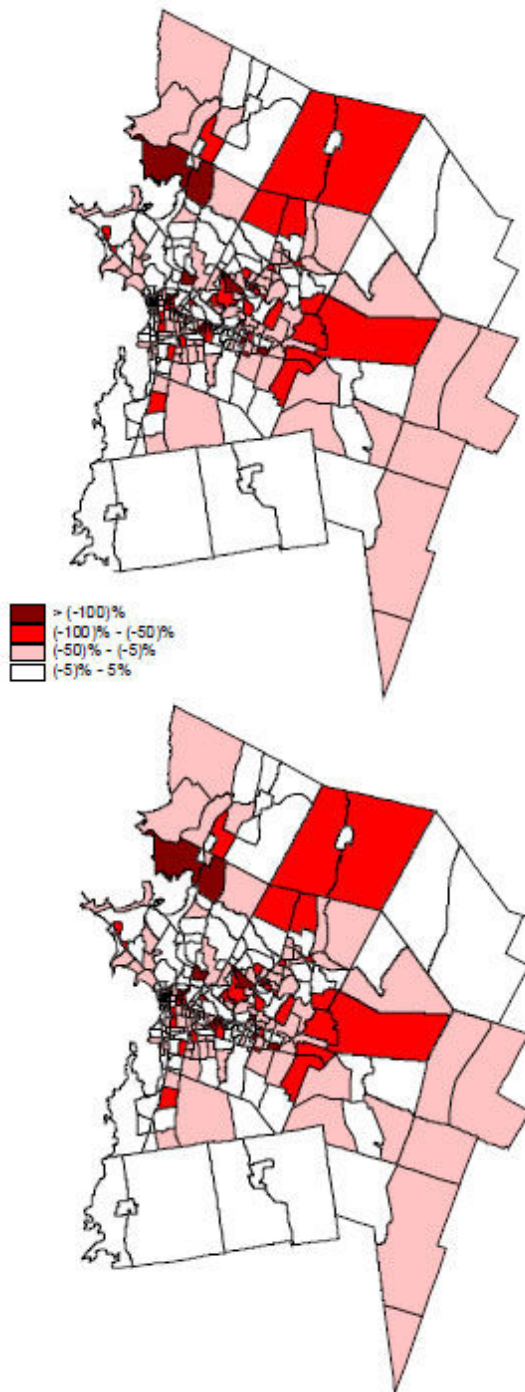 > (-100)%
(-100)% - (-50)%
(-50)% - (-5)%
(-5)% - 5%